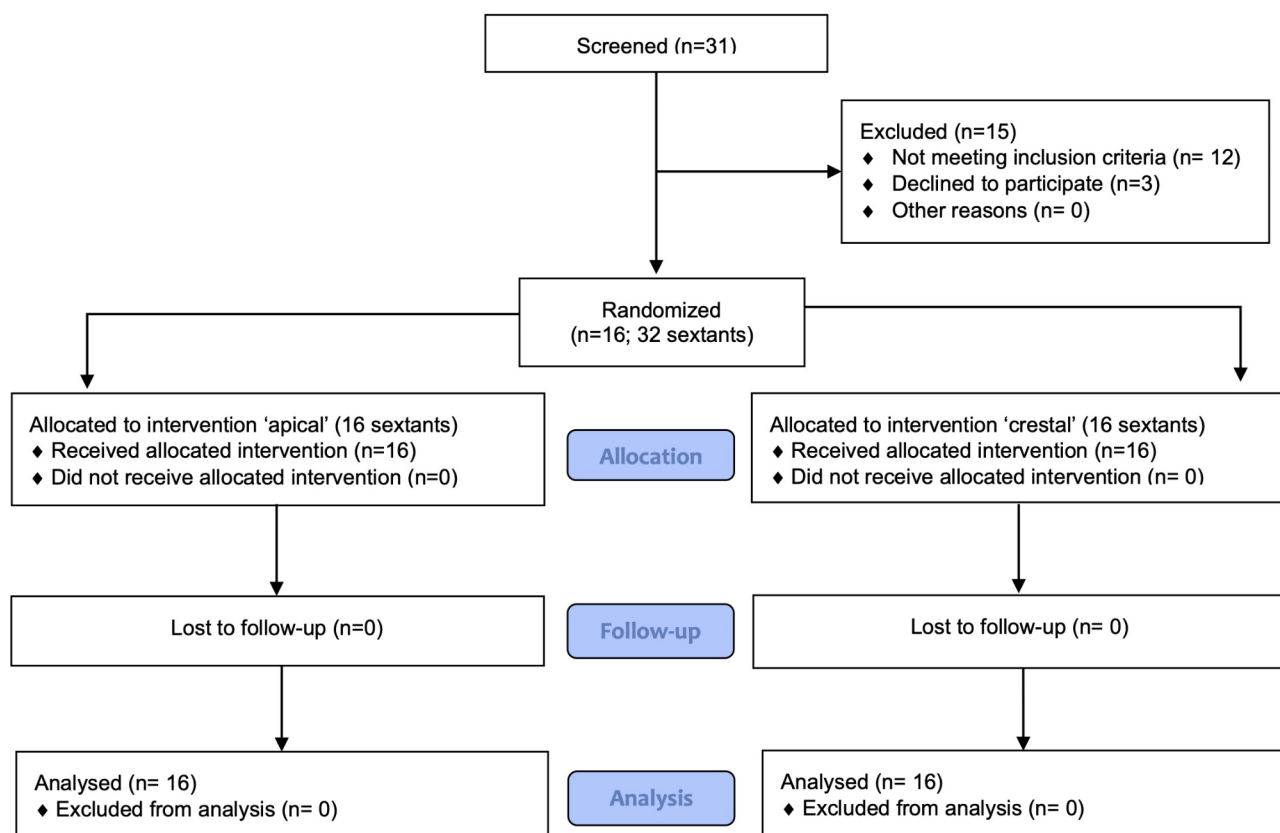 Screened (n=31)
Excluded (n=15)
♦ Not meeting inclusion criteria (n= 12)
♦ Declined to participate (n=3)
♦ Other reasons (n= 0)
Randomized
(n=16; 32 sextants)
Allocated to intervention ‘apical’ (16 sextants)
♦ Received allocated intervention (n=16)
♦ Did not receive allocated intervention (n=0)
Allocation
Allocated to intervention ‘crestal’ (16 sextants)
♦ Received allocated intervention (n=16)
♦ Did not receive allocated intervention (n= 0)
Lost to follow-up (n=0)
Follow-up
Lost to follow-up (n= 0)
Analysed (n= 16)
♦ Excluded from analysis (n= 0)
Analysis
Analysed (n= 16)
♦ Excluded from analysis (n= 0)